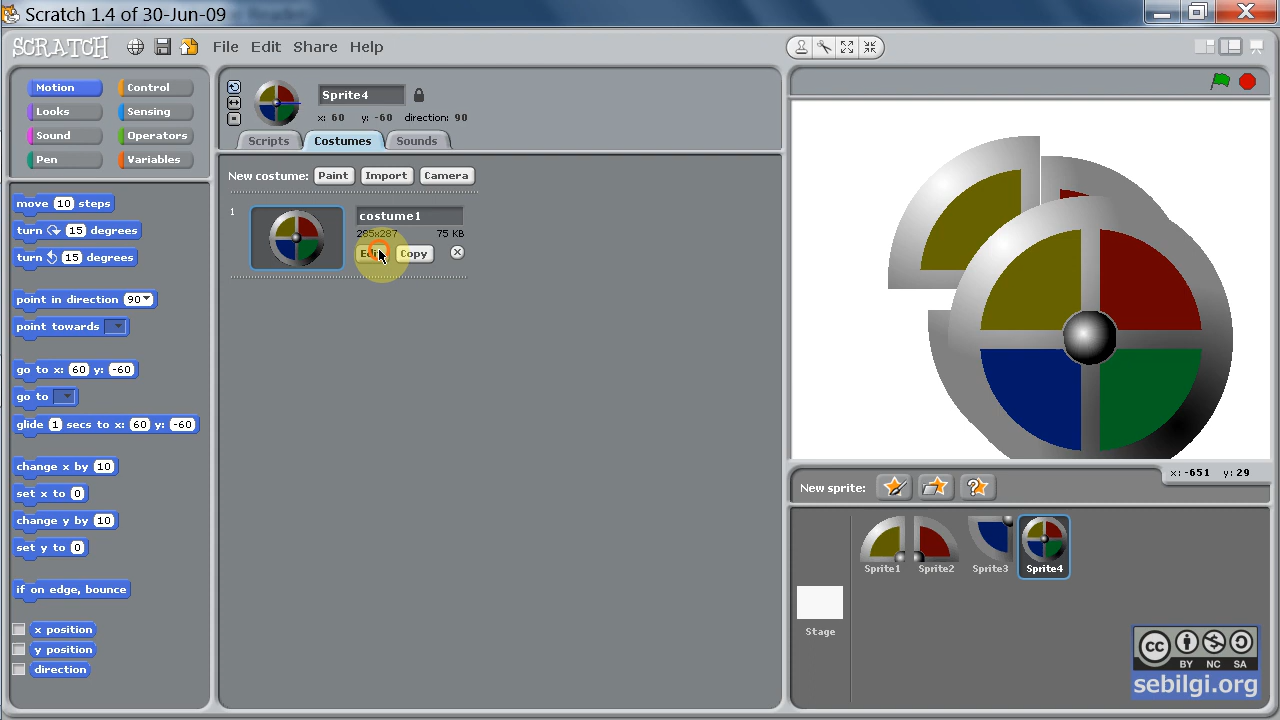 Scratch 1.4 of 30-Jun-09
SCRATCH File Edit Share Help
Motion Control
Looks Sensing
Sound Operators
Pen Variables
move 10 steps
turn 15 degrees
turn 15 degrees
point in direction 90
point towards
go to x: 60 y: -60
go to
glide 1 secs to x: 60 y: -60
change x by 10
set x to 0
change y by 10
set y to 0
if on edge, bounce
x position
y position
direction
Sprite4
x: 60 y: -60 direction: 90
Scripts Costumes Sounds
New costume: Paint Import Camera
1
costume1
285x287 75 KB
Edit Copy
x: -651 y: 29
New sprite:
Sprite1 Sprite2 Sprite3 Sprite4
Stage
CC BY NC SA
sebilgi.org